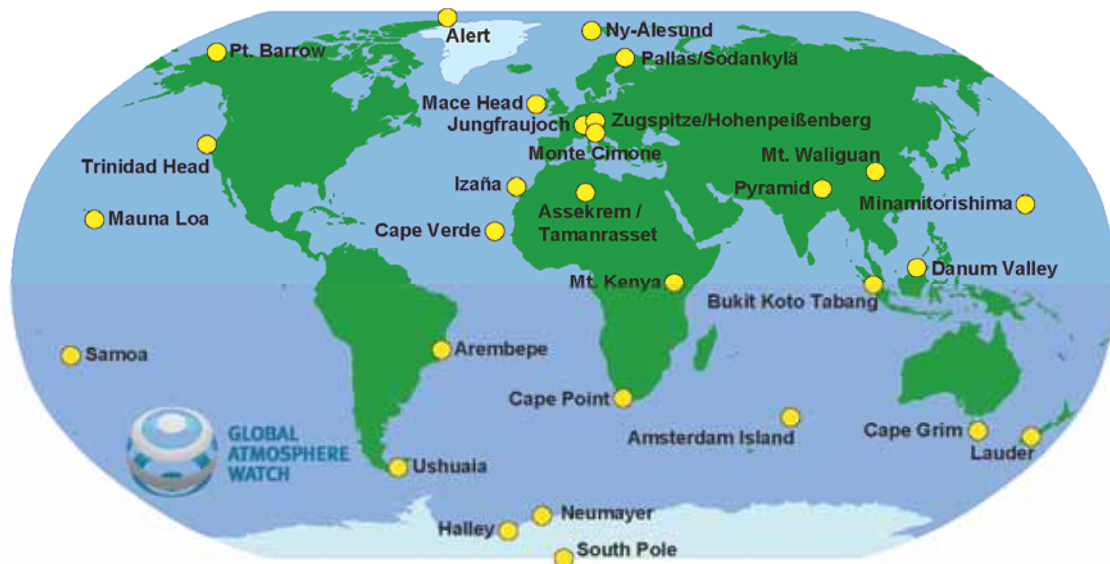 Alert
Ny-Alesund
Pt. Barrow
Pallas/Sodankylä
Mace Head
Zugspitze/Hohenpeißenberg
Jungfraujoch
Monte Cimone
Mt. Waliguan
Trinidad Head
Izaña
Pyramid
Minamitorishima
Mauna Loa
Assekrem /
Tamanrasset
Cape Verde
Danum Valley
Mt. Kenya
Bukit Koto Tabang
Samoa
Arembepe
Cape Point
Amsterdam Island
Cape Grim
Lauder
GLOBAL
ATMOSPHERE
WATCH
Ushuaia
Neumayer
Halley
South Pole